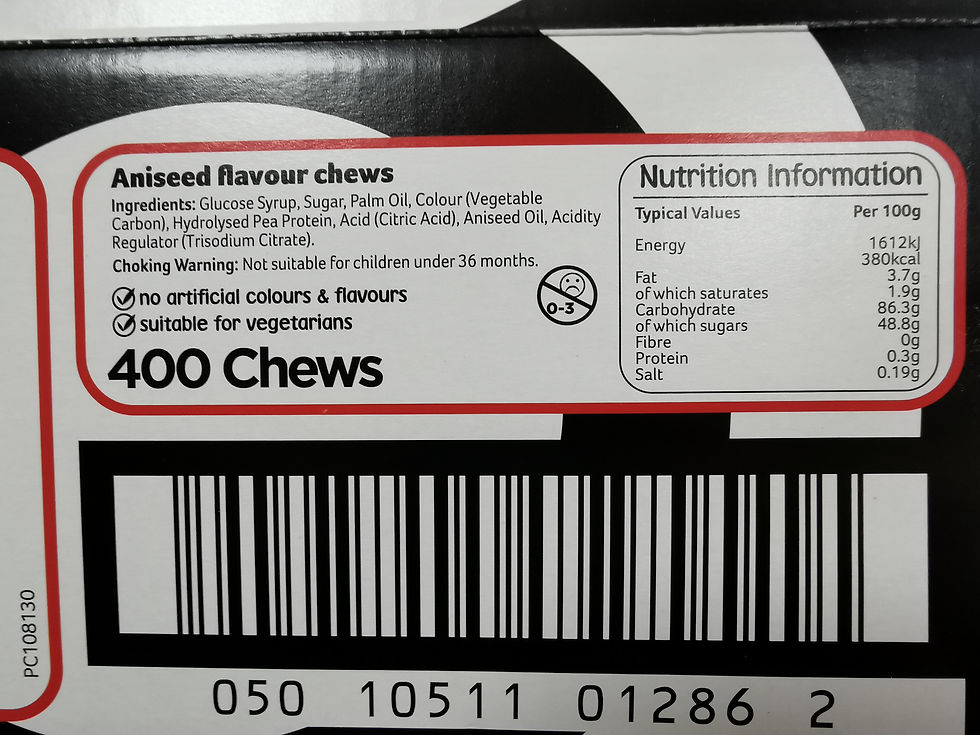 Aniseed flavour chews
Ingredients: Glucose Syrup, Sugar, Palm Oil, Colour (Vegetable
Carbon), Hydrolysed Pea Protein, Acid (Citric Acid), Aniseed Oil, Acidity
Regulator (Trisodium Citrate).
Choking Warning: Not suitable for children under 36 months.
no artificial colours & flavours
suitable for vegetarians
0-3
400 Chews
Nutrition Information
Typical Values Per 100g
Energy 1612kJ
380kcal
Fat 3.7g
of which saturates 1.9g
Carbohydrate 86.3g
of which sugars 48.8g
Fibre 0g
Protein 0.3g
Salt 0.19g
PC108130
050 10511 01286 2